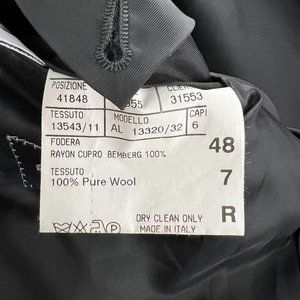 POSIZIONE
41848 31553
TESSUTO MODELLO CAPI
13543/11 AL 13320/32 6
FODERA 48
RAYON CUPRO BEMBERG 100%
TESSUTO 7
100% Pure Wool
R
DRY CLEAN ONLY
MADE IN ITALY